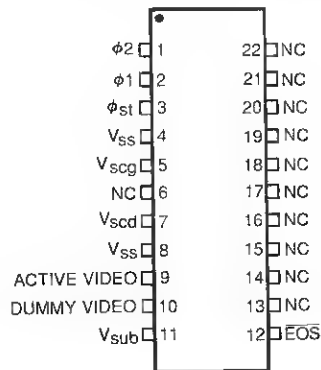 ϕ2 1 22 NC
ϕ1 2 21 NC
ϕst 3 20 NC
Vss 4 19 NC
Vscg 5 18 NC
NC 6 17 NC
Vscd 7 16 NC
Vss 8 15 NC
ACTIVE VIDEO 9 14 NC
DUMMY VIDEO 10 13 NC
Vsub 11 12 E̅O̅S̅